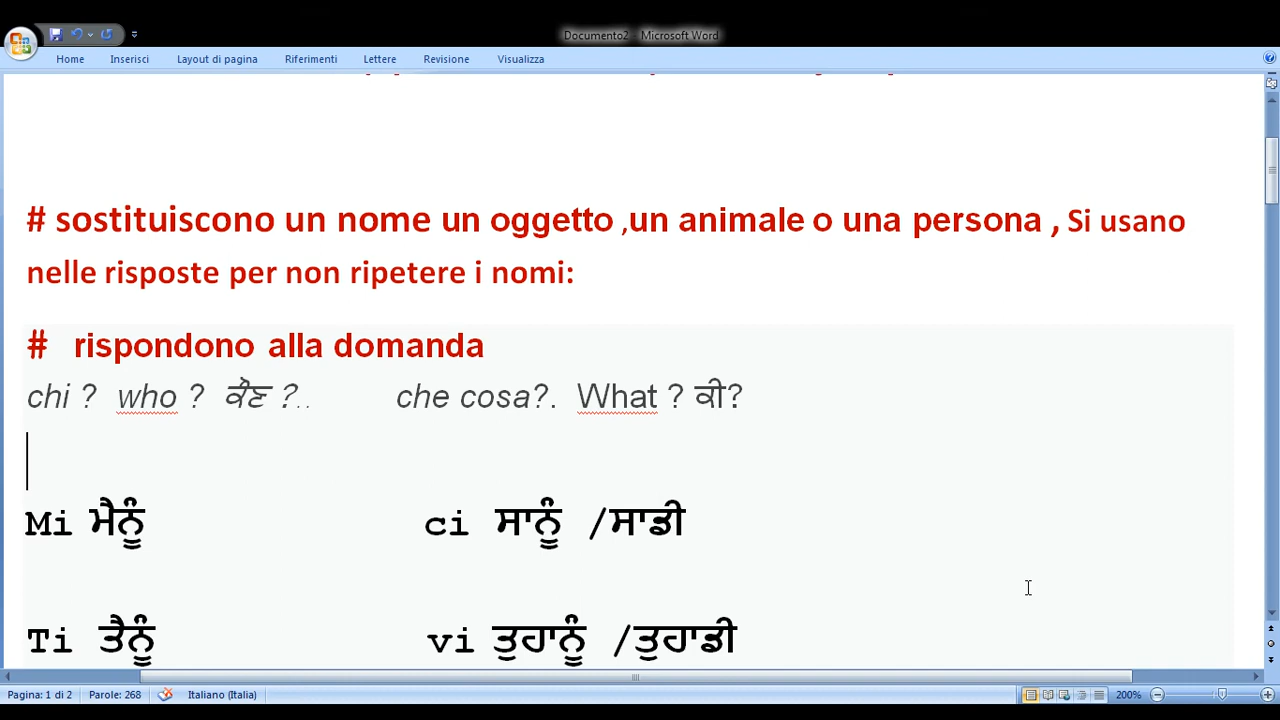 Documento2 - Microsoft Word
Home Inserisci Layout di pagina Riferimenti Lettere Revisione Visualizza
# sostituiscono un nome un oggetto ,un animale o una persona , Si usano
nelle risposte per non ripetere i nomi:
# rispondono alla domanda
chi ? who ? ਕੌਣ ?.. che cosa?. What ? ਕੀ?
Mi ਮੈਨੂੰ ci ਸਾਨੂੰ /ਸਾਡੀ
Ti ਤੈਨੂੰ vi ਤੁਹਾਨੂੰ /ਤੁਹਾਡੀ
Pagina: 1 di 2 Parole: 268 Italiano (Italia) 200%